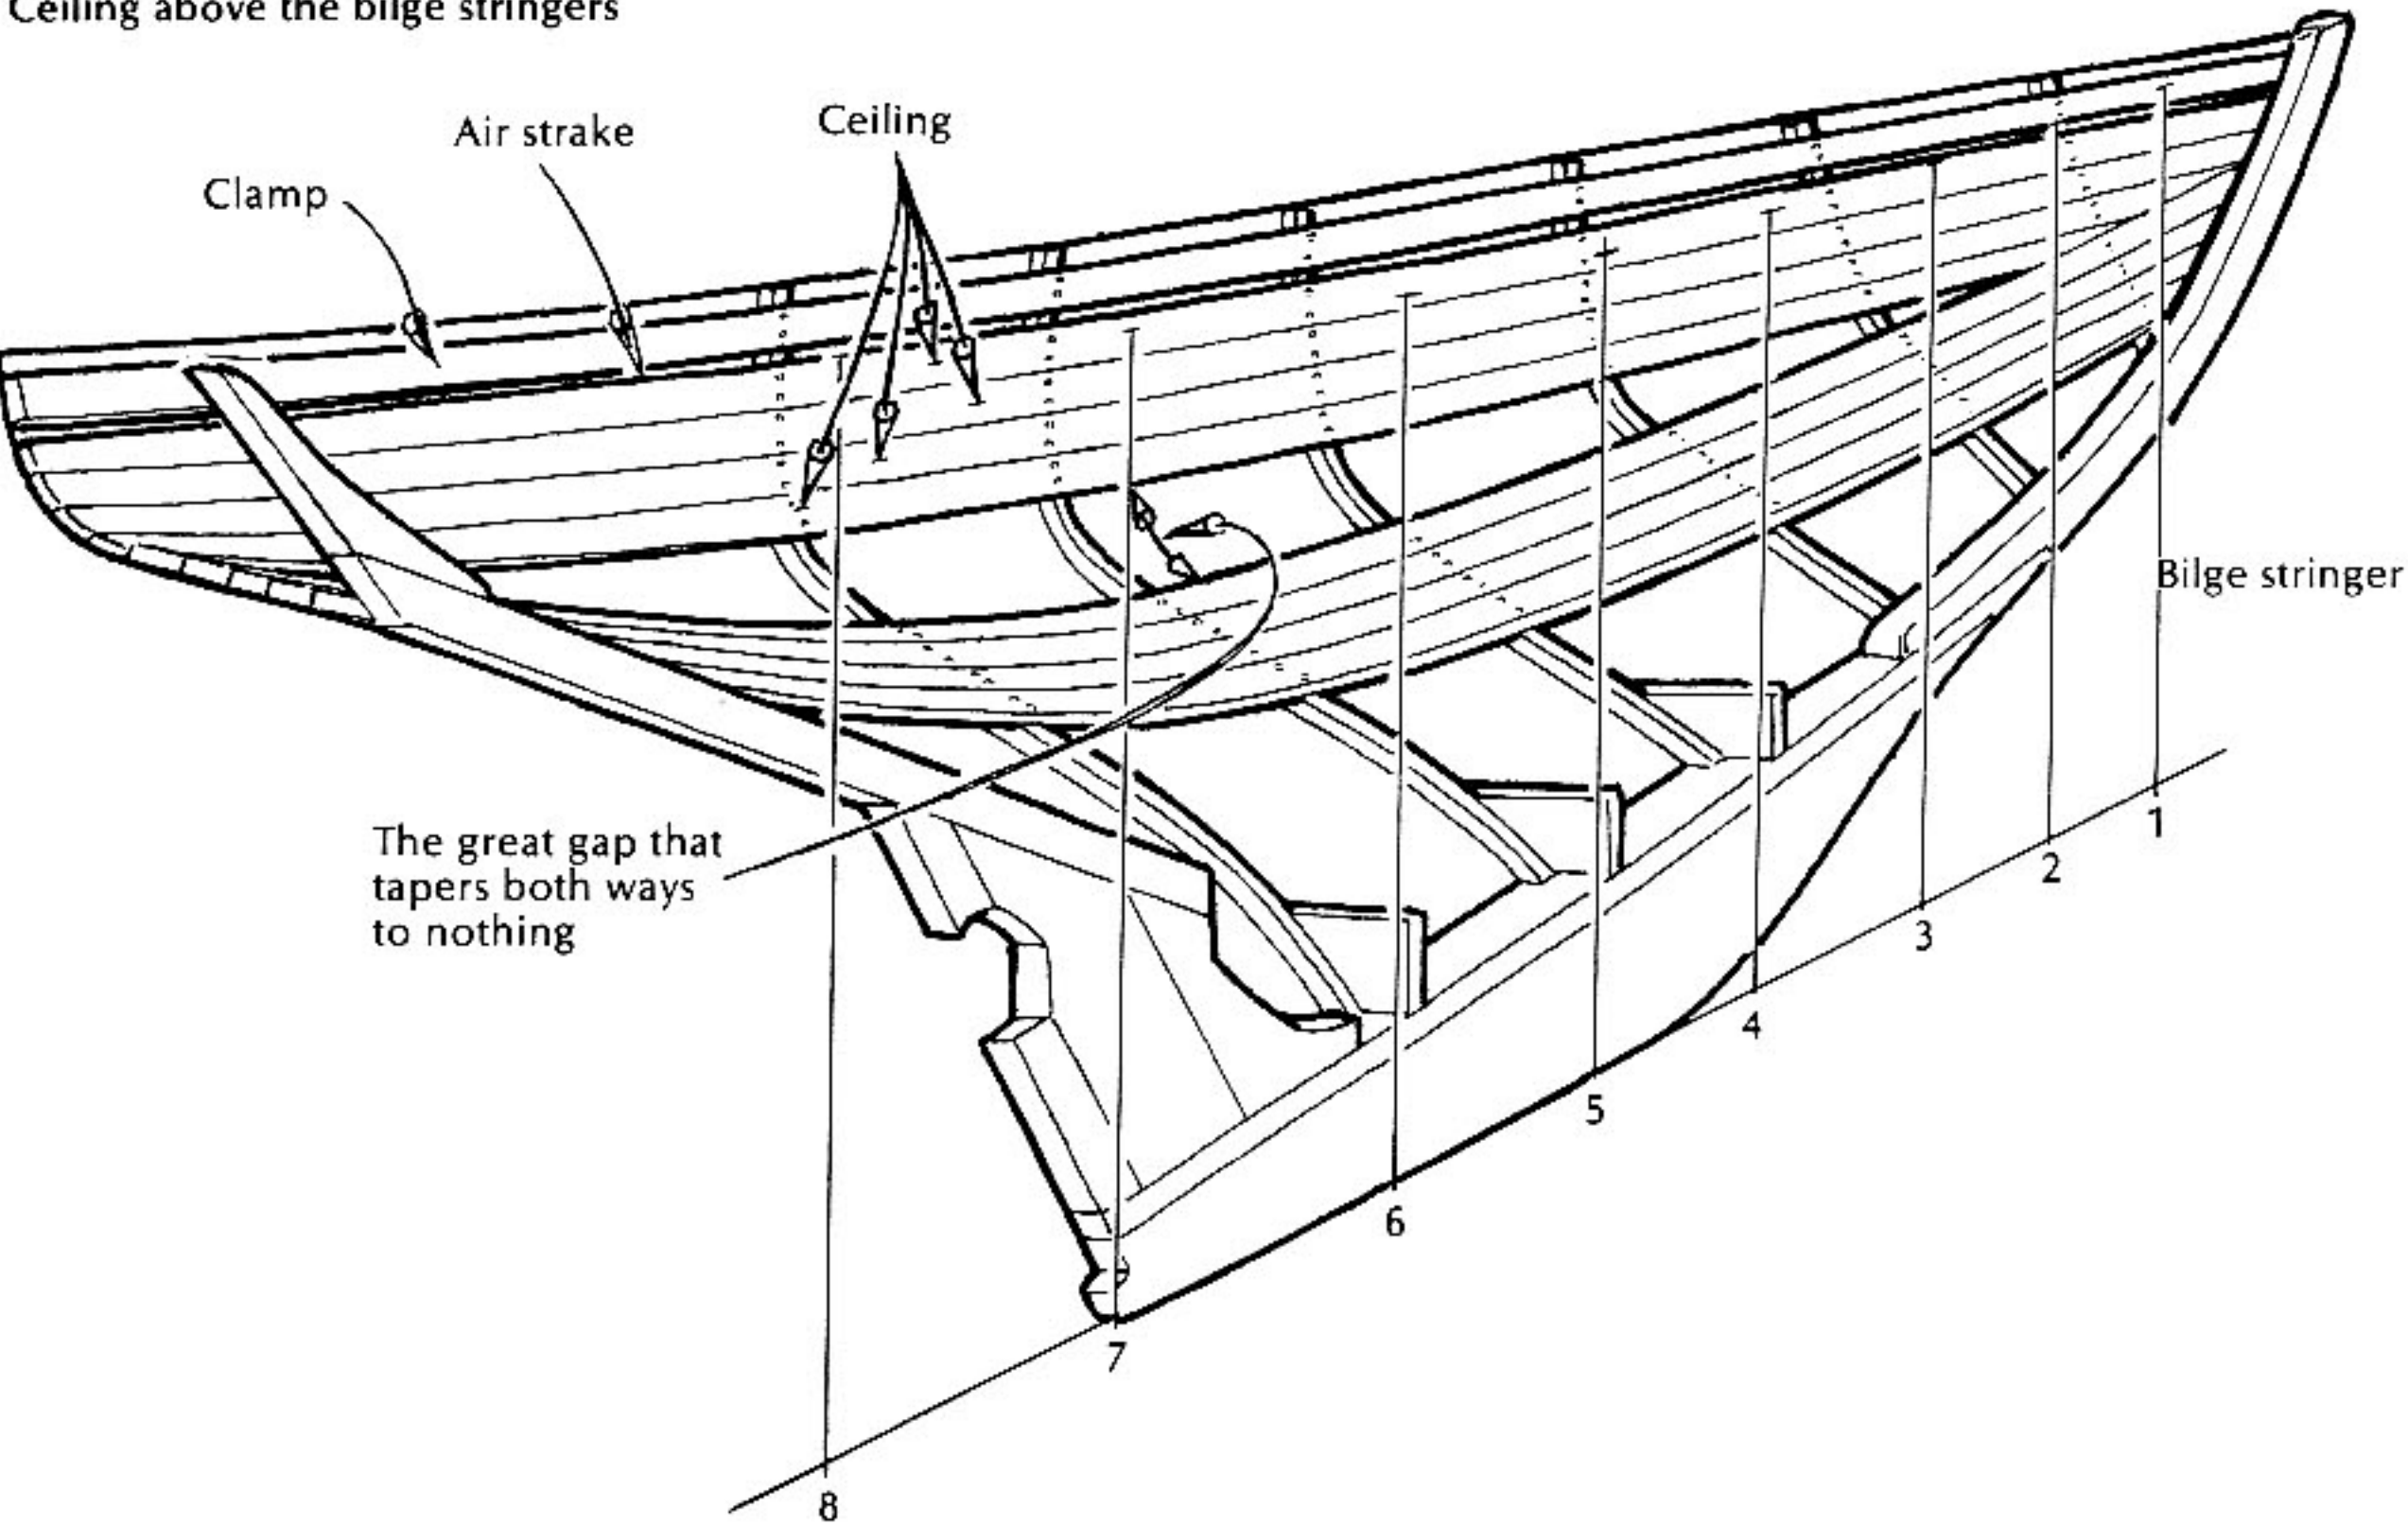 Ceiling above the bilge stringers
Ceiling
Air strake
Clamp
Bilge stringer
The great gap that
tapers both ways
to nothing
1
2
3
4
5
6
7
8